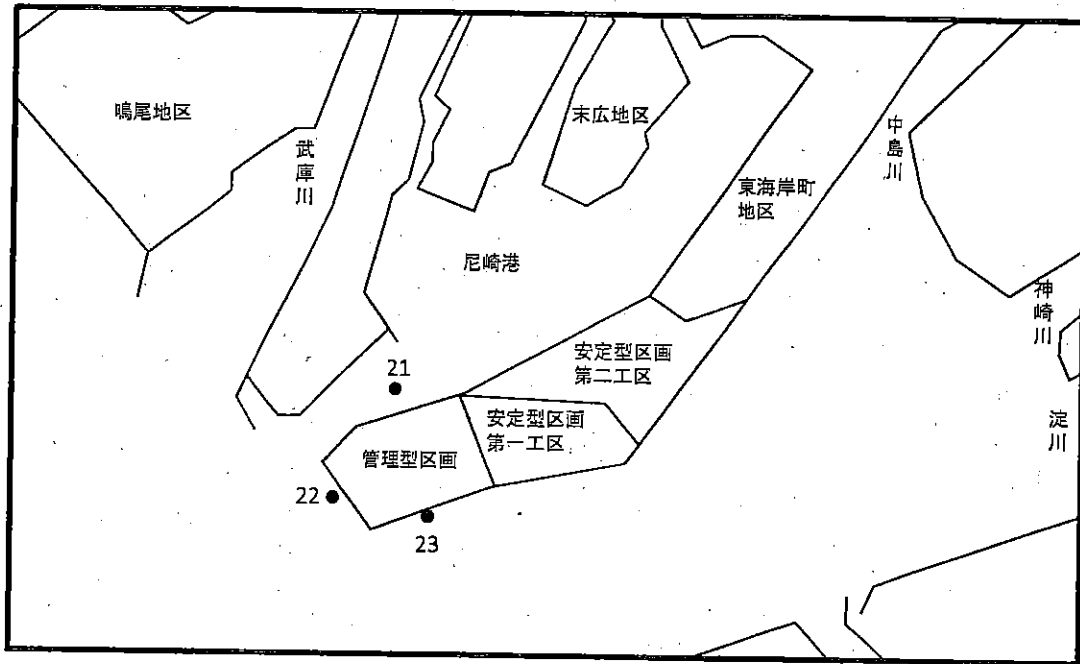 鳴尾地区
武庫川
末広地区
中島川
東海岸町
地区
尼崎港
神崎川
安定型区画
第二工区
21
安定型区画
第一工区
淀川
管理型区画
22
23